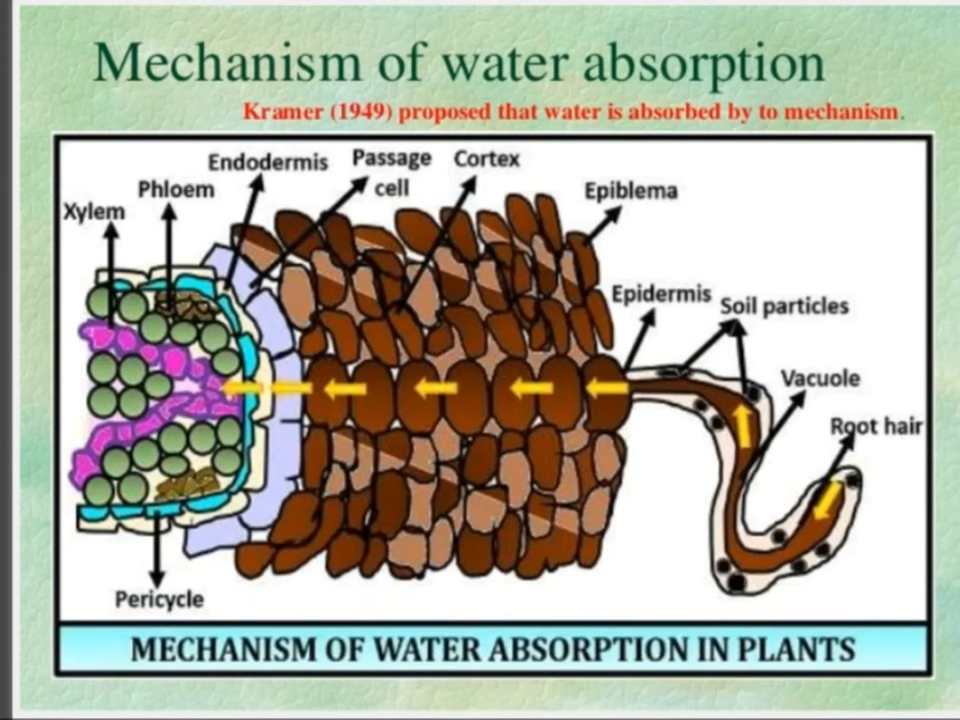 Mechanism of water absorption
Kramer (1949) proposed that water is absorbed by to mechanism.
Endodermis
Passage
cell
Cortex
Phloem
Epiblema
Xylem
Epidermis
Soil particles
Vacuole
Root hair
Pericycle
MECHANISM OF WATER ABSORPTION IN PLANTS